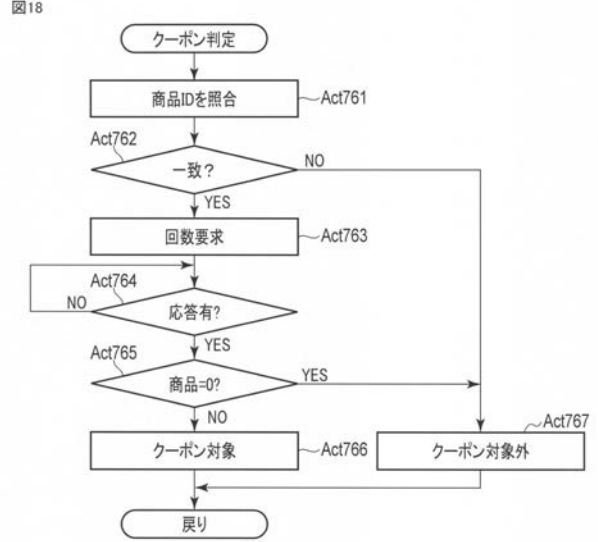 図18
クーポン判定
商品IDを照合
Act761
Act762
一致?
NO
YES
回数要求
Act763
Act764
NO
応答有?
YES
Act765
商品=0?
YES
NO
クーポン対象
Act766
Act767
クーポン対象外
戻り